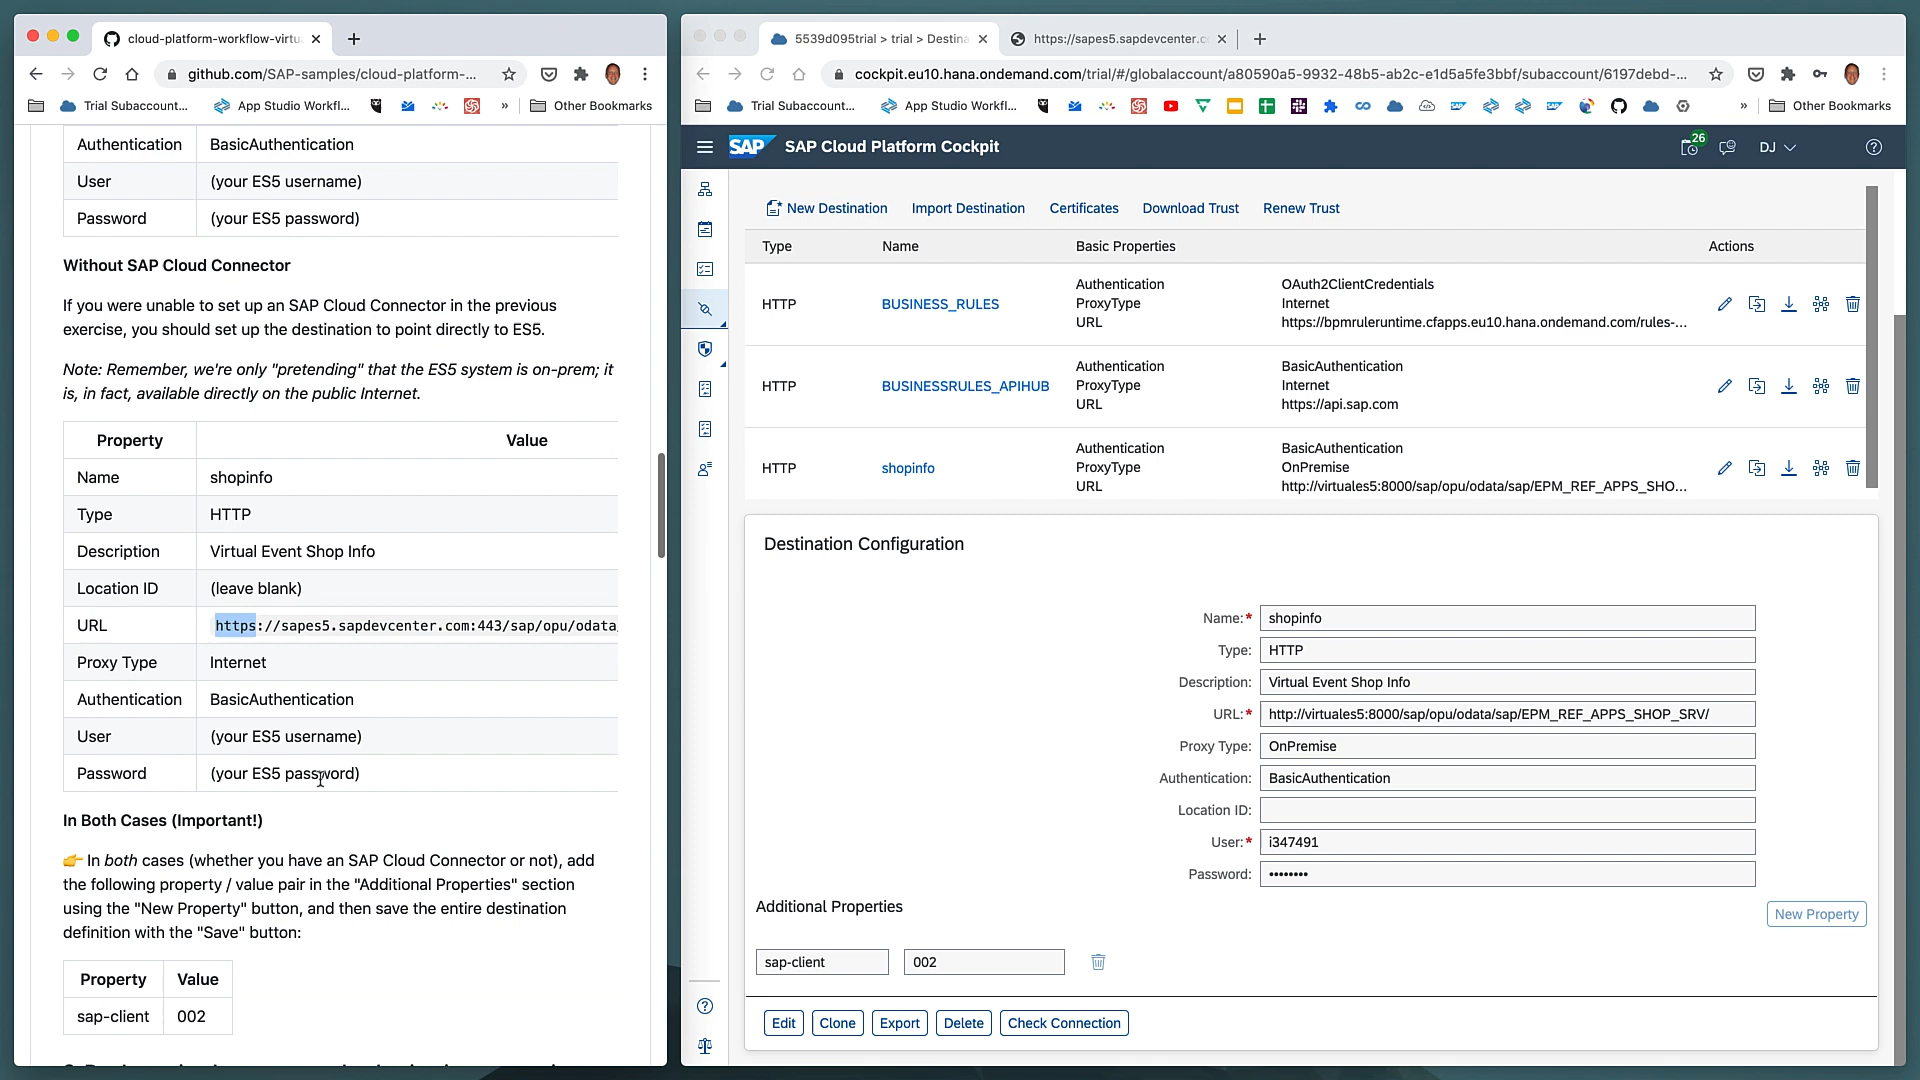 cloud-platform-workflow-virtu
github.com/SAP-samples/cloud-platform-...
Trial Subaccount...
App Studio Workfl...
»
Other Bookmarks
Authentication BasicAuthentication
User (your ES5 username)
Password (your ES5 password)
Without SAP Cloud Connector
If you were unable to set up an SAP Cloud Connector in the previous
exercise, you should set up the destination to point directly to ES5.
Note: Remember, we're only "pretending" that the ES5 system is on-prem; it
is, in fact, available directly on the public Internet.
Property Value
Name shopinfo
Type HTTP
Description Virtual Event Shop Info
Location ID (leave blank)
URL https://sapes5.sapdevcenter.com:443/sap/opu/odata
Proxy Type Internet
Authentication BasicAuthentication
User (your ES5 username)
Password (your ES5 password)
In Both Cases (Important!)
👉 In both cases (whether you have an SAP Cloud Connector or not), add
the following property / value pair in the "Additional Properties" section
using the "New Property" button, and then save the entire destination
definition with the "Save" button:
Property Value
sap-client 002
5539d095trial > trial > Destina
https://sapes5.sapdevcenter.c
cockpit.eu10.hana.ondemand.com/trial/#/globalaccount/a80590a5-9932-48b5-ab2c-e1d5a5fe3bbf/subaccount/6197debd-...
Trial Subaccount...
App Studio Workfl...
»
Other Bookmarks
SAP SAP Cloud Platform Cockpit
26
DJ
New Destination Import Destination Certificates Download Trust Renew Trust
Type Name Basic Properties Actions
HTTP BUSINESS_RULES
Authentication OAuth2ClientCredentials
ProxyType Internet
URL https://bpmruleruntime.cfapps.eu10.hana.ondemand.com/rules-...
HTTP BUSINESSRULES_APIHUB
Authentication BasicAuthentication
ProxyType Internet
URL https://api.sap.com
HTTP shopinfo
Authentication BasicAuthentication
ProxyType OnPremise
URL http://virtuales5:8000/sap/opu/odata/sap/EPM_REF_APPS_SHO...
Destination Configuration
Name:* shopinfo
Type: HTTP
Description: Virtual Event Shop Info
URL:* http://virtuales5:8000/sap/opu/odata/sap/EPM_REF_APPS_SHOP_SRV/
Proxy Type: OnPremise
Authentication: BasicAuthentication
Location ID:
User:* i347491
Password: ••••••••
Additional Properties
New Property
sap-client 002
Edit Clone Export Delete Check Connection